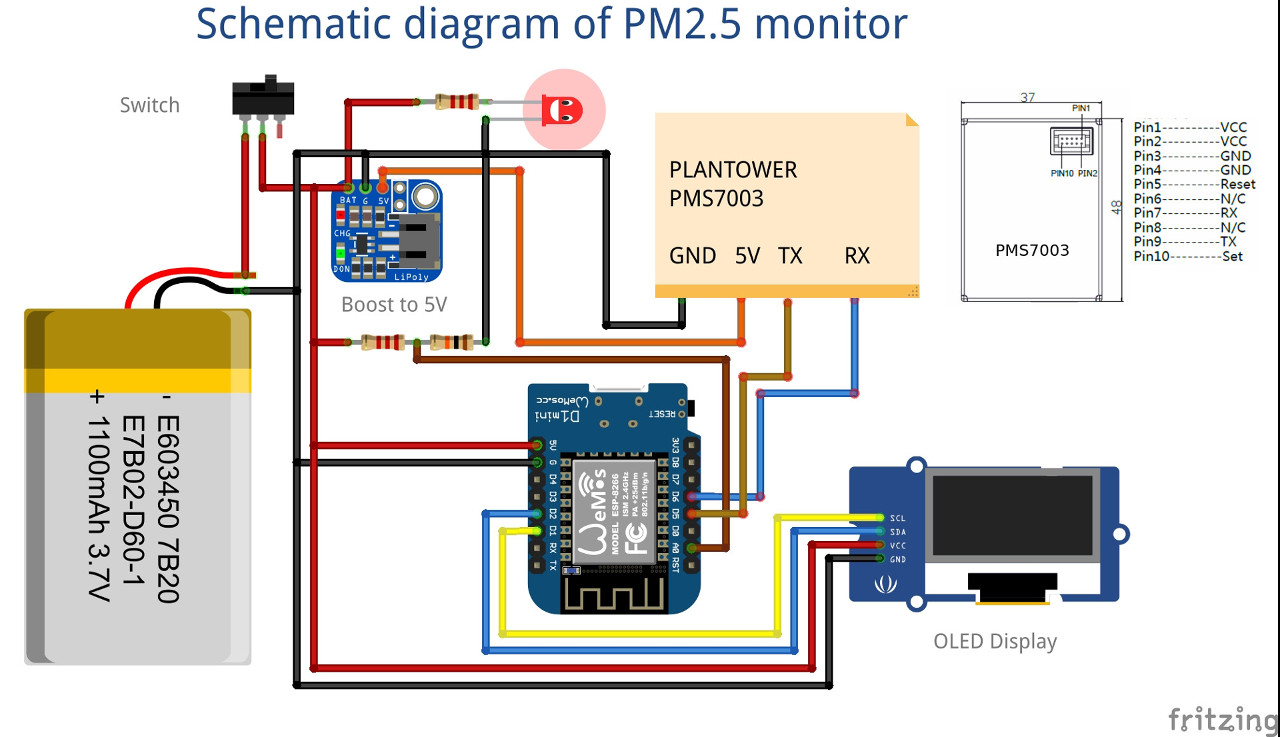 Schematic diagram of PM2.5 monitor
Switch
BAT G 5V
CHG
DON
-
+
LiPoly
Boost to 5V
PLANTOWER
PMS7003
GND 5V TX RX
37
PIN1
PIN10 PIN2
48
PMS7003
Pin1---------VCC
Pin2---------VCC
Pin3---------GND
Pin4---------GND
Pin5---------Reset
Pin6---------N/C
Pin7---------RX
Pin8---------N/C
Pin9---------TX
Pin10---------Set
- E603450 7B20
E7B02-D60-1
+ 1100mAh 3.7V
WeMos.cc
D1mini
RESET
5V
G
D4
D3
D2
D1
RX
TX
3V3
D8
D7
D6
D5
D0
A0
RST
WeMos
MODEL ESP-8266
ISM 2.4GHz
PA +25dBm
802.11b/g/n
FC
SCL
SDA
VCC
GND
OLED Display
fritzing